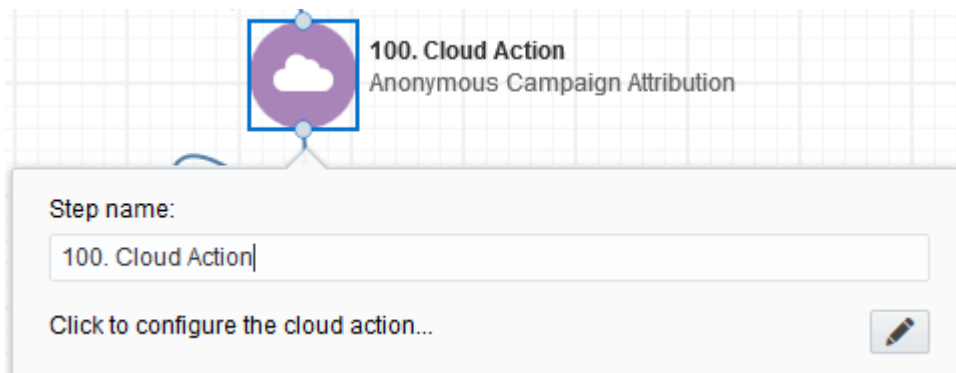 100. Cloud Action
Anonymous Campaign Attribution
Step name:
100. Cloud Action
Click to configure the cloud action...